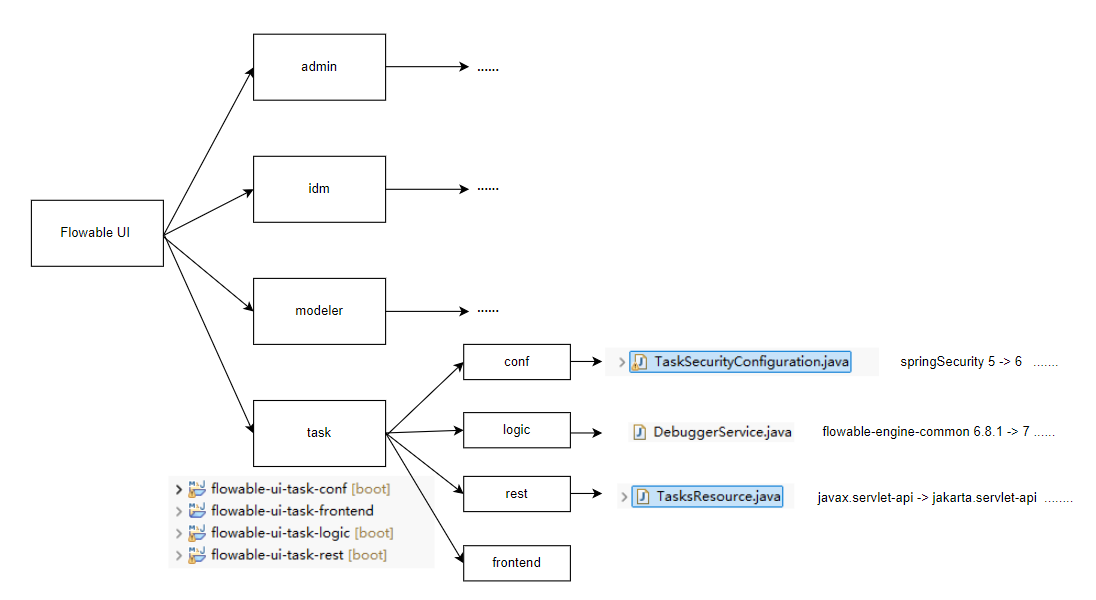 admin
......
idm
......
Flowable UI
modeler
......
conf
TaskSecurityConfiguration.java
springSecurity 5 -> 6 .......
task
logic
DebuggerService.java
flowable-engine-common 6.8.1 -> 7 ......
flowable-ui-task-conf [boot]
flowable-ui-task-frontend
flowable-ui-task-logic [boot]
flowable-ui-task-rest [boot]
rest
TasksResource.java
javax.servlet-api -> jakarta.servlet-api ........
frontend